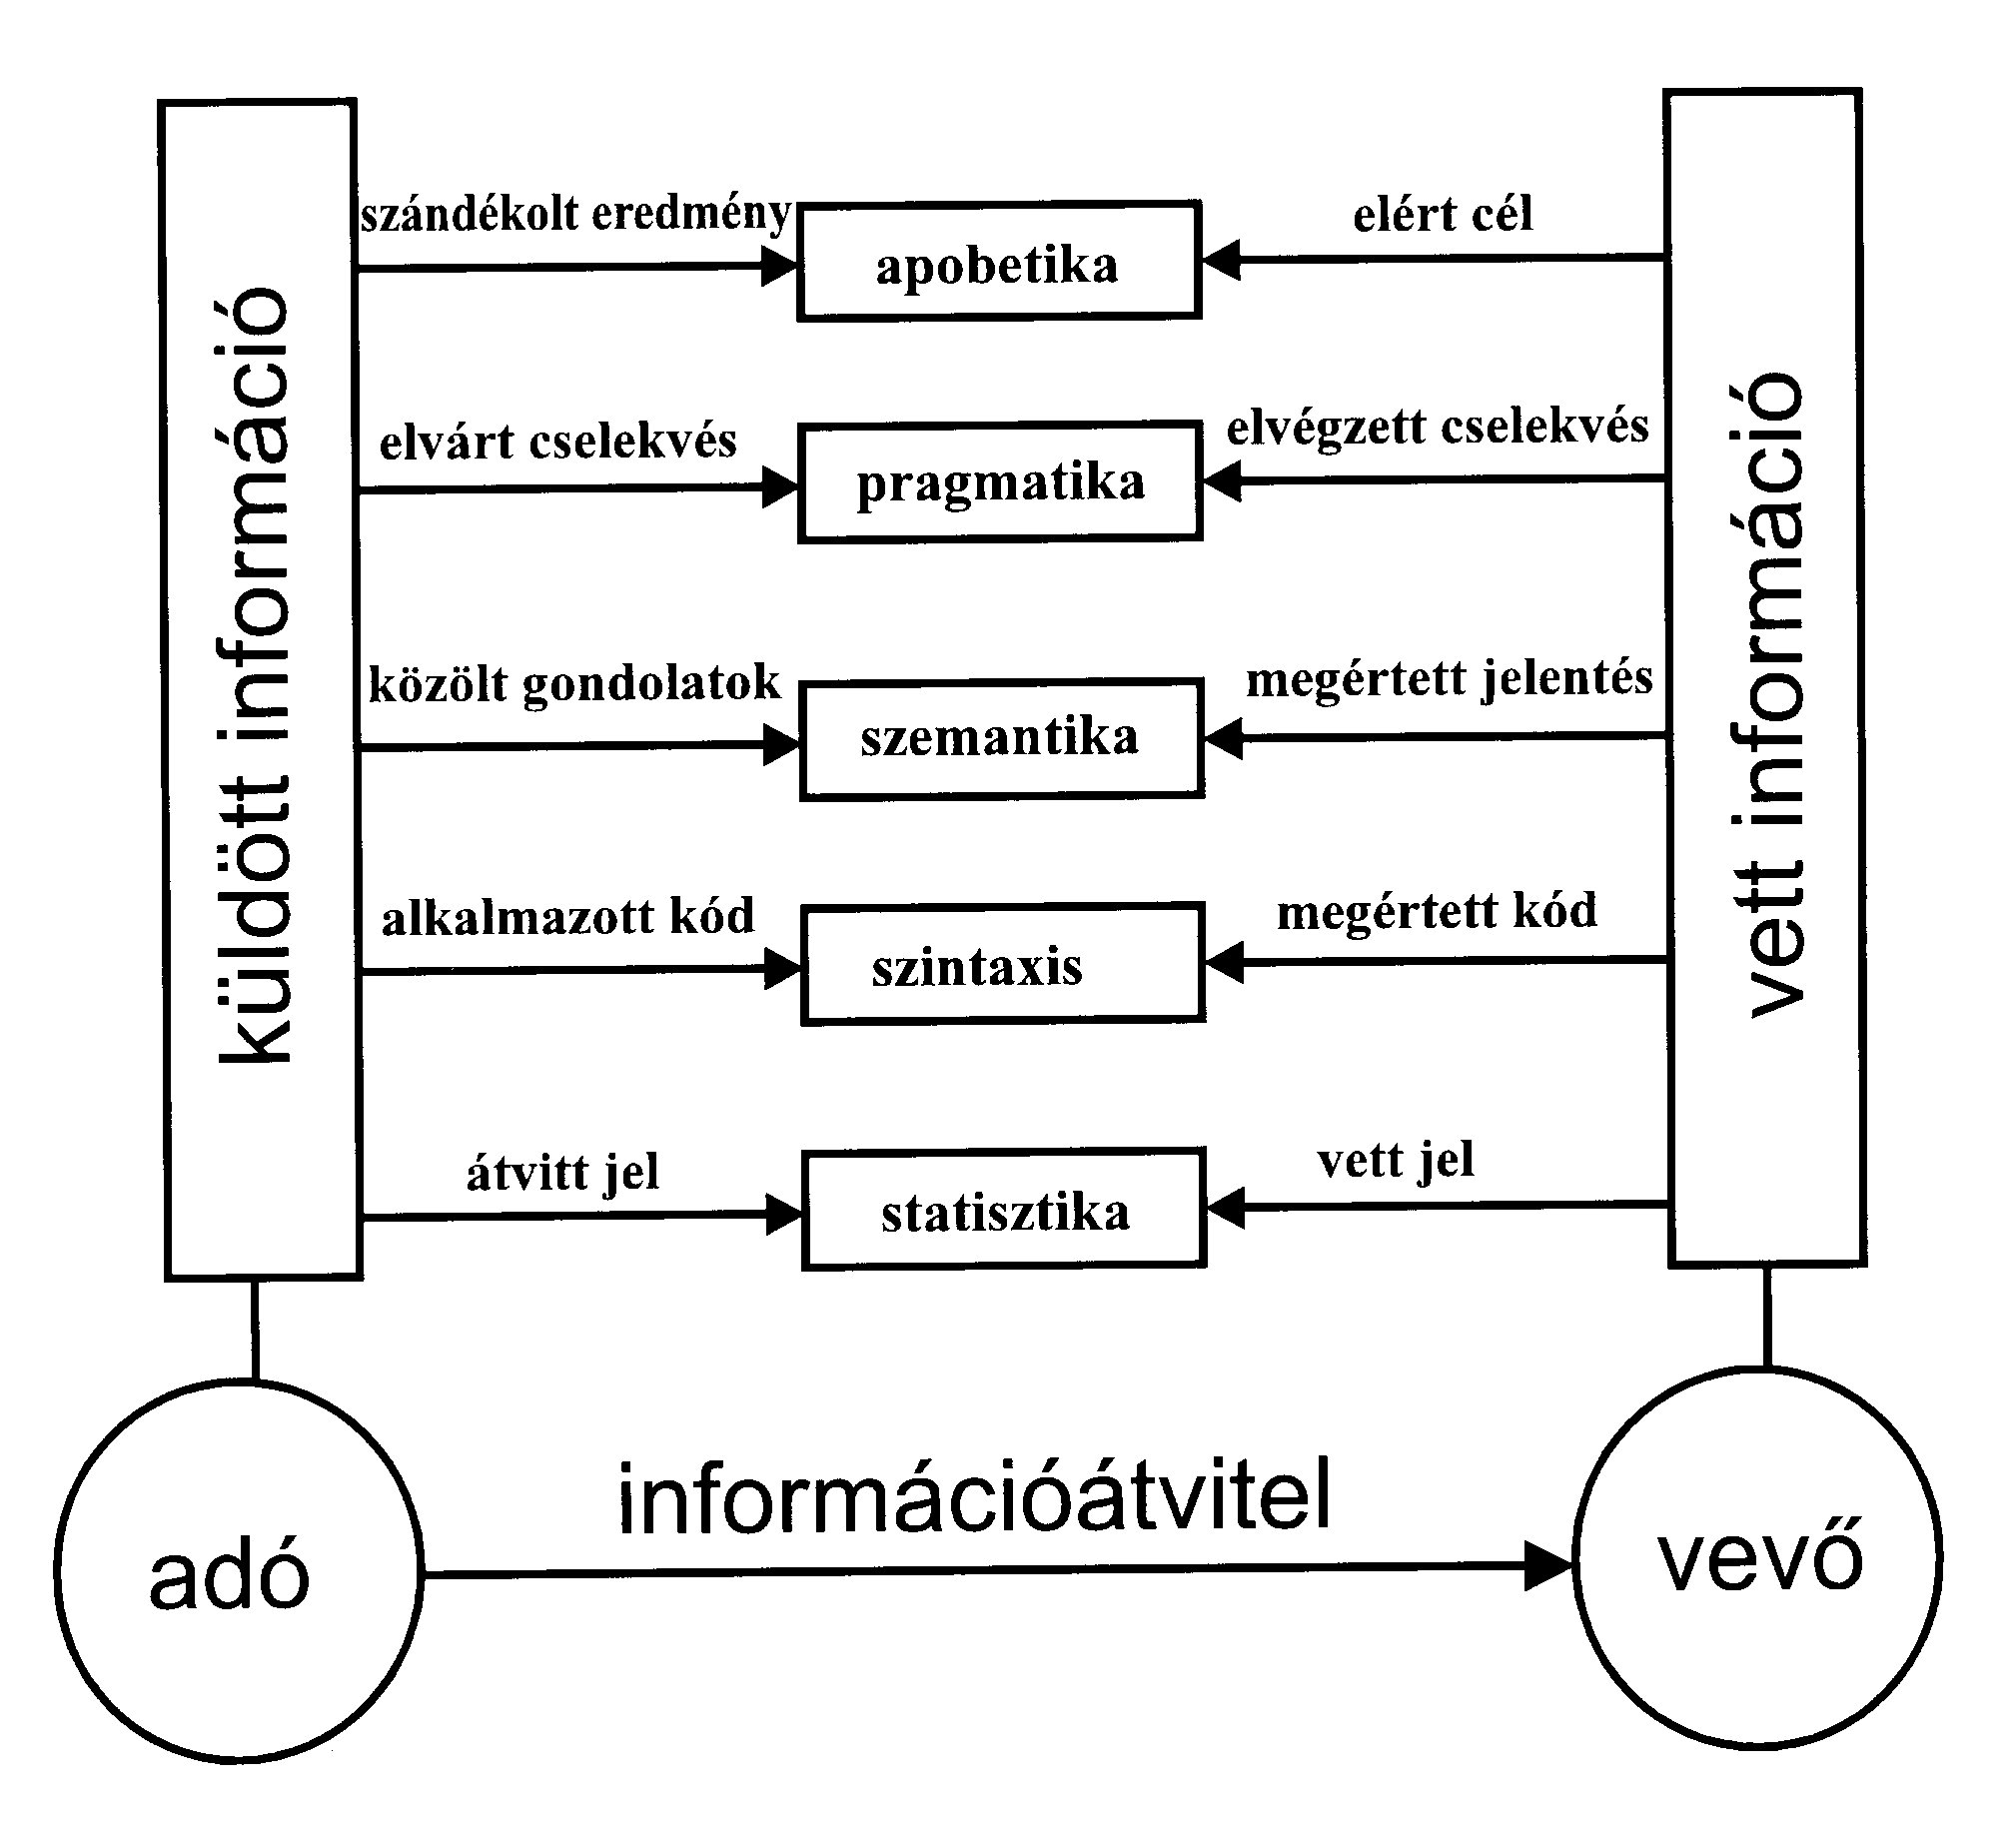 küldött információ
szándékolt eredmény
apobetika
elért cél
elvárt cselekvés
pragmatika
elvégzett cselekvés
közölt gondolatok
szemantika
megértett jelentés
alkalmazott kód
szintaxis
megértett kód
átvitt jel
statisztika
vett jel
vett információ
adó
információátvitel
vevő